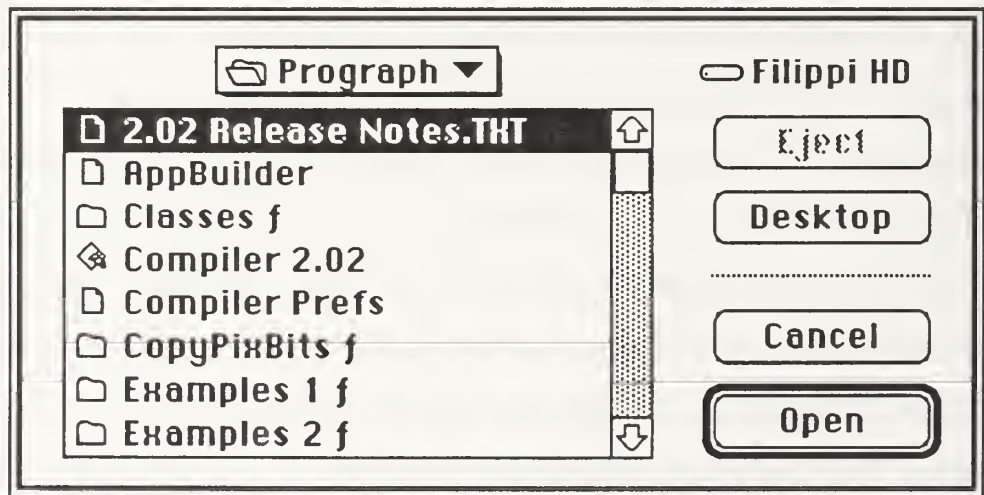 Prograph
Filippi HD
2.02 Release Notes.TXT
AppBuilder
Classes ƒ
Compiler 2.02
Compiler Prefs
CopyPixBits ƒ
Examples 1 ƒ
Examples 2 ƒ
Eject
Desktop
Cancel
Open